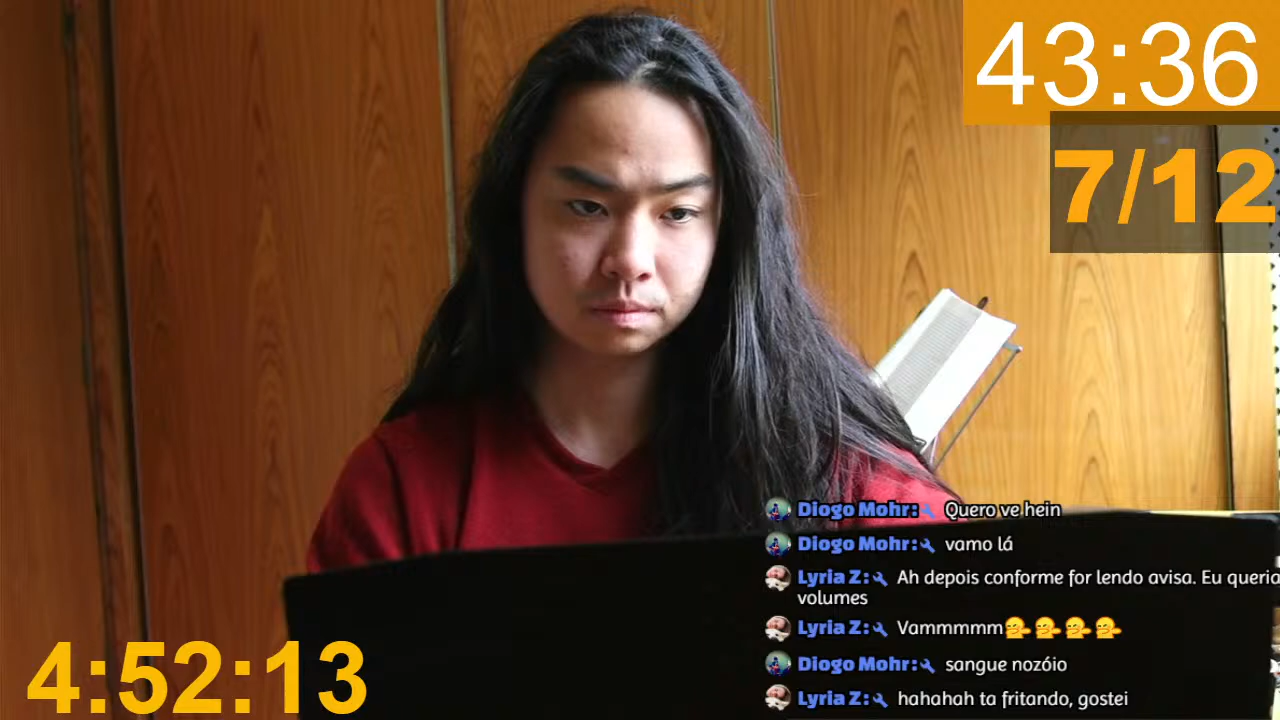 43:36
7/12
Diogo Mohr: Quero ve hein
Diogo Mohr: vamo lá
Lyria Z: Ah depois conforme for lendo avisa. Eu queria
volumes
Lyria Z: Vammmmm
Diogo Mohr: sangue nozóio
Lyria Z: hahahah ta fritando, gostei
4:52:13